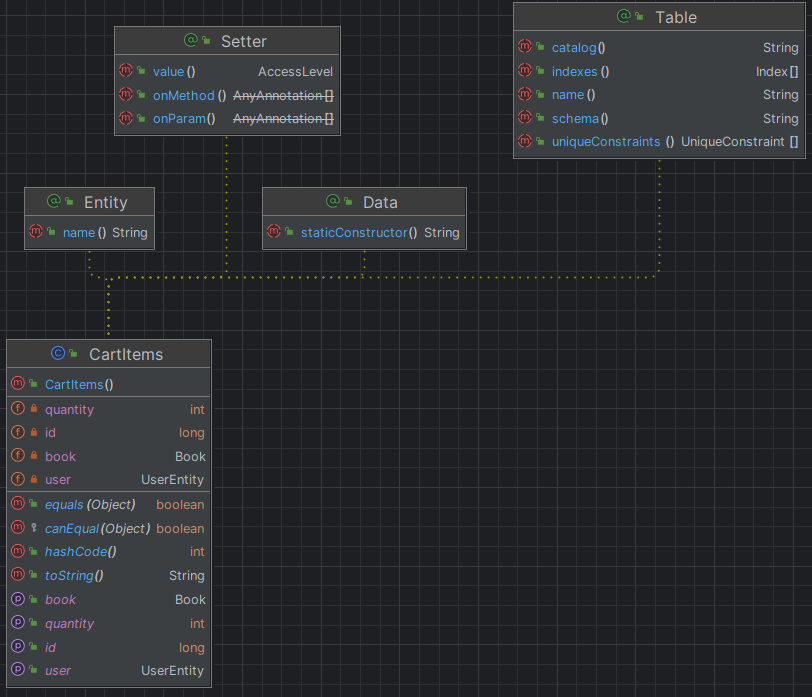 Setter
value() AccessLevel
onMethod() AnyAnnotation[]
onParam() AnyAnnotation[]
Table
catalog() String
indexes() Index[]
name() String
schema() String
uniqueConstraints() UniqueConstraint[]
Entity
name() String
Data
staticConstructor() String
CartItems
CartItems()
quantity int
id long
book Book
user UserEntity
equals(Object) boolean
canEqual(Object) boolean
hashCode() int
toString() String
book Book
quantity int
id long
user UserEntity